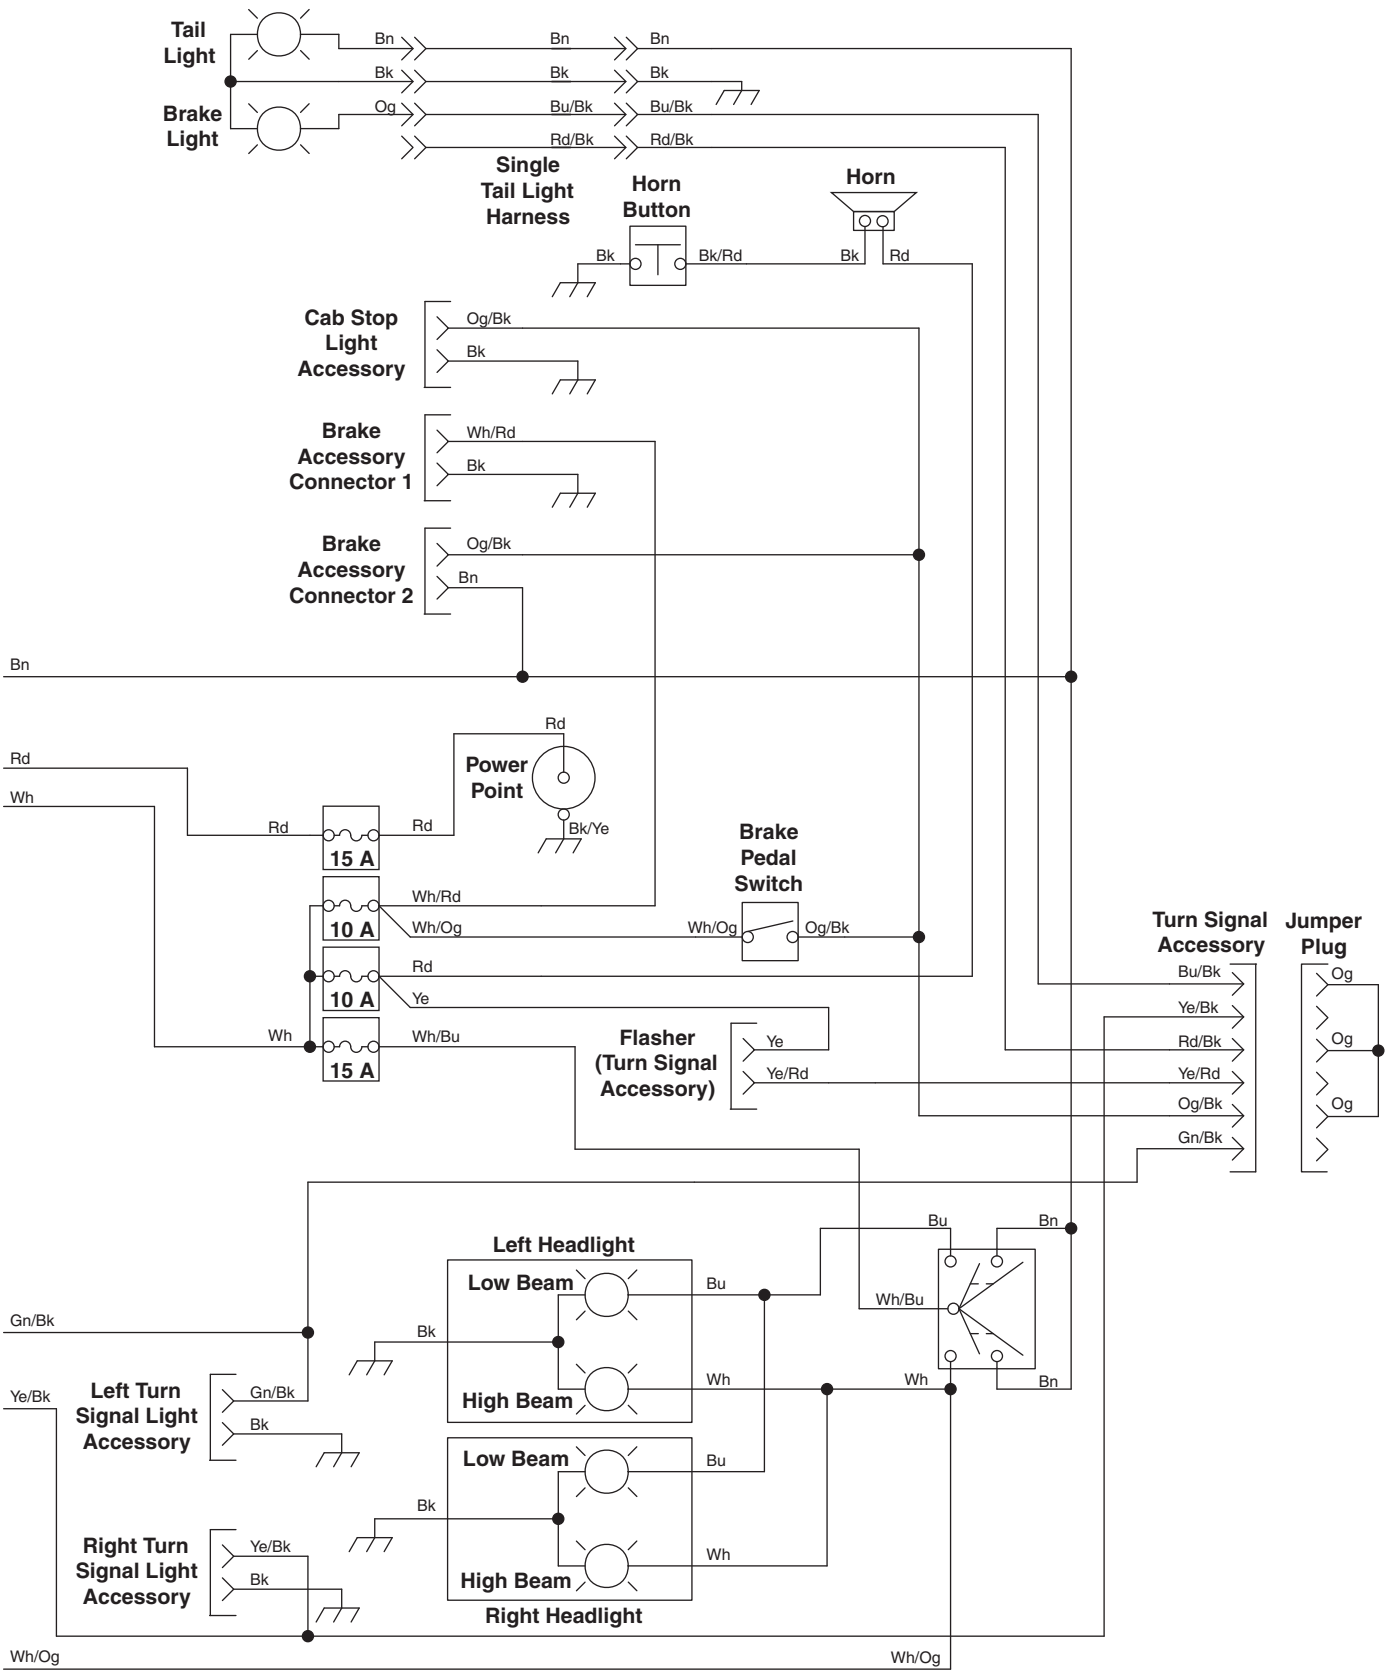 Tail
Light
Bn
Bn
Bn
Bk
Bk
Bk
Brake
Light
Og
Bu/Bk
Bu/Bk
Rd/Bk
Rd/Bk
Single
Tail Light
Harness
Horn
Button
Horn
Bk
Bk/Rd
Bk
Rd
Cab Stop
Light
Accessory
Og/Bk
Bk
Brake
Accessory
Connector 1
Wh/Rd
Bk
Brake
Accessory
Connector 2
Og/Bk
Bn
Bn
Rd
Wh
Rd
Power
Point
Bk/Ye
Rd
Rd
15 A
Wh/Rd
10 A
Wh/Og
Brake
Pedal
Switch
Wh/Og
Og/Bk
Rd
10 A
Ye
Wh
Wh/Bu
15 A
Flasher
(Turn Signal
Accessory)
Ye
Ye/Rd
Turn Signal
Accessory
Jumper
Plug
Bu/Bk
Og
Ye/Bk
Rd/Bk
Og
Ye/Rd
Og/Bk
Og
Gn/Bk
Bu
Bn
Left Headlight
Low Beam
Bu
Wh/Bu
Bk
High Beam
Wh
Wh
Bn
Gn/Bk
Left Turn
Signal Light
Accessory
Gn/Bk
Bk
Ye/Bk
Low Beam
Bu
Bk
High Beam
Wh
Right Headlight
Right Turn
Signal Light
Accessory
Ye/Bk
Bk
Wh/Og
Wh/Og